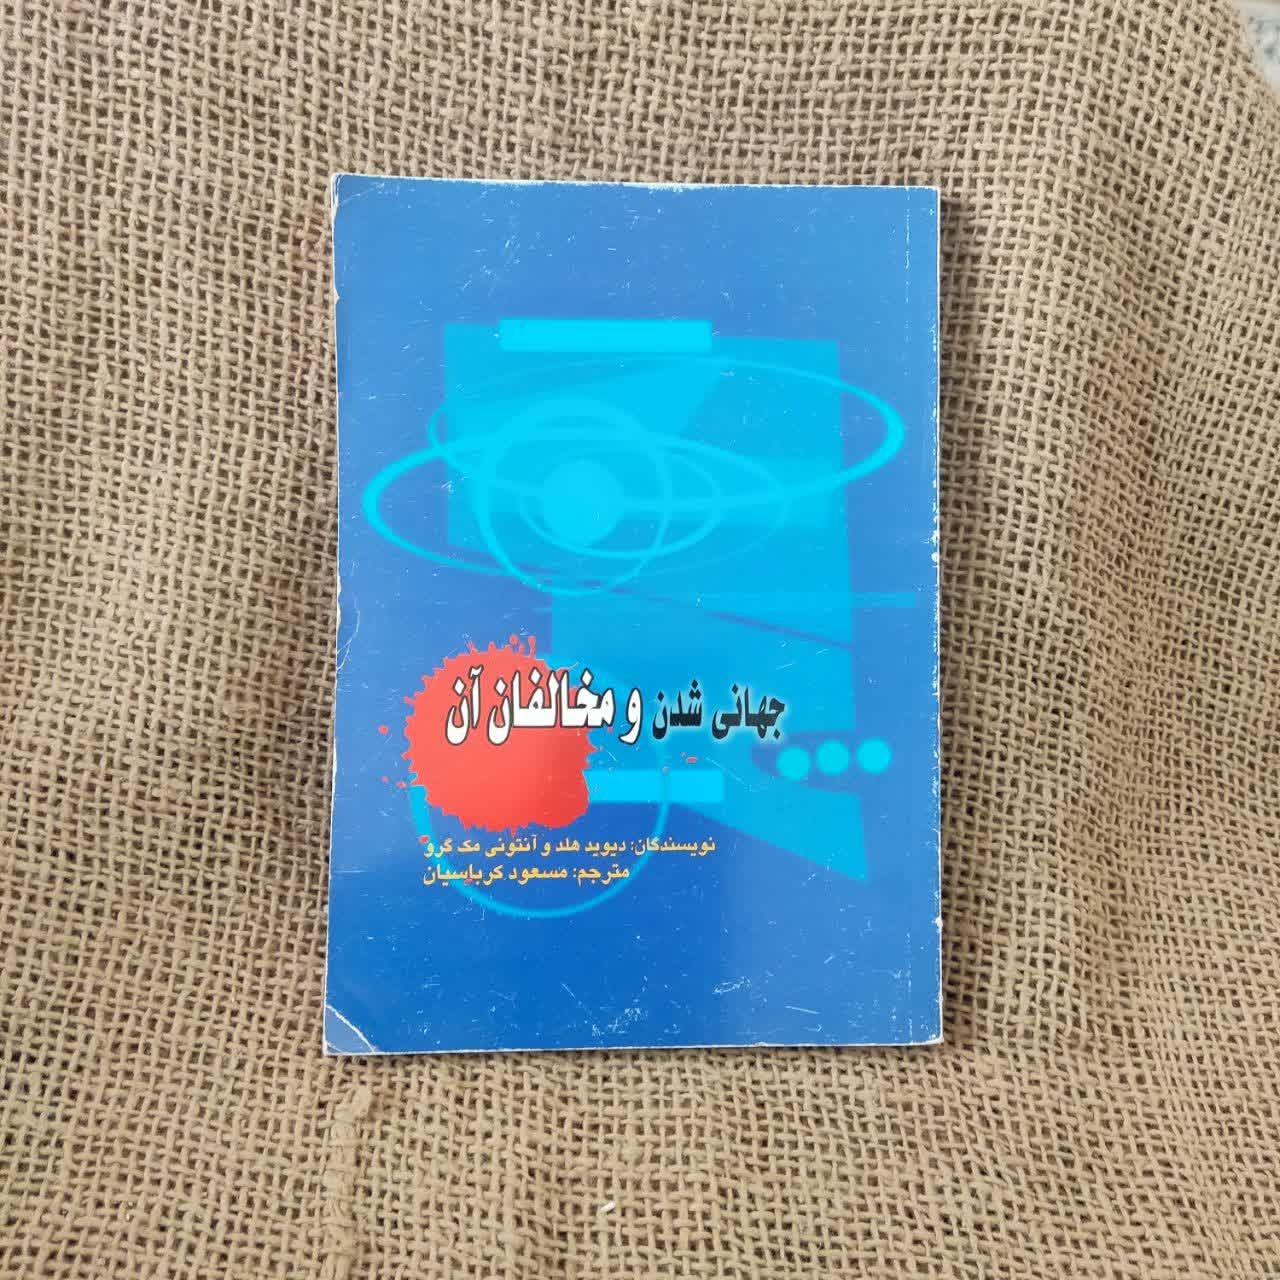 جهانی شدن و مخالفان آن
نویسندگان: دیوید هلد و آنتونی مک گرو
مترجم: مسعود کرباسیان